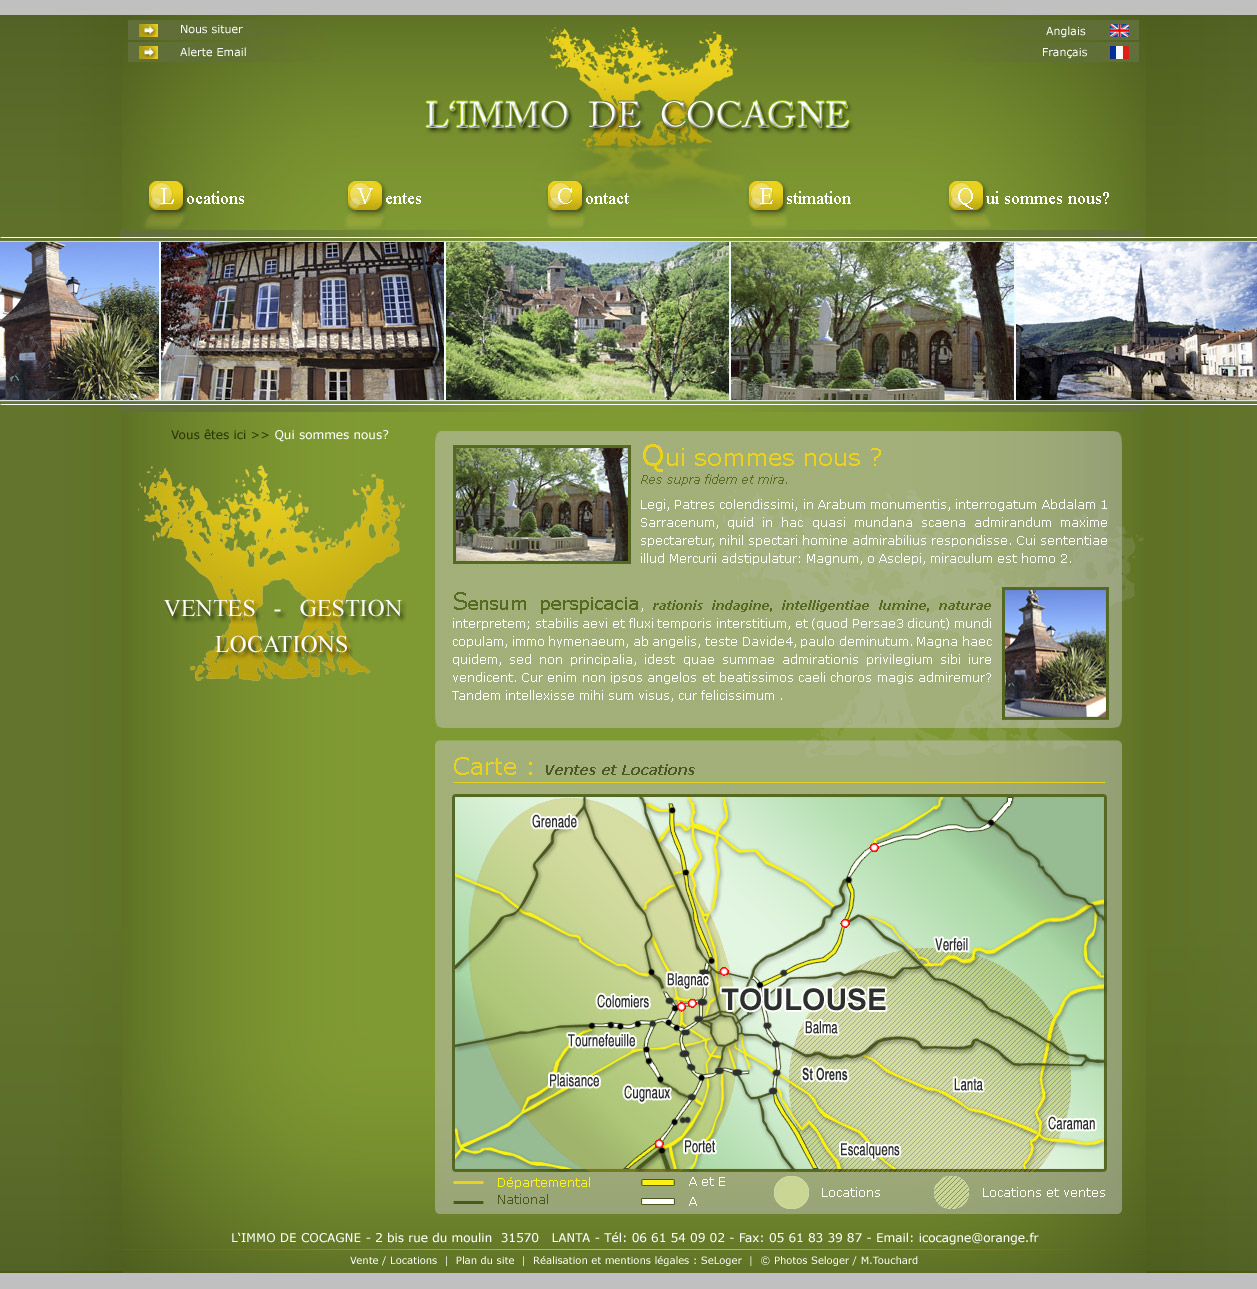 Nous situer
Alerte Email
Anglais
Français
L'IMMO DE COCAGNE
Locations
Ventes
Contact
Estimation
Qui sommes nous?
Vous êtes ici >> Qui sommes nous?
VENTES - GESTION
LOCATIONS
Qui sommes nous ?
Res supra fidem et mira.
Legi, Patres colendissimi, in Arabum monumentis, interrogatum Abdalam 1
Sarracenum, quid in hac quasi mundana scaena admirandum maxime
spectaretur, nihil spectari homine admirabilius respondisse. Cui sententiae
illud Mercurii adstipulatur: Magnum, o Asclepi, miraculum est homo 2.
Sensum perspicacia, rationis indagine, intelligentiae lumine, naturae
interpretem; stabilis aevi et fluxi temporis interstitium, et (quod Persae3 dicunt) mundi
copulam, immo hymenaeum, ab angelis, teste Davide4, paulo deminutum. Magna haec
quidem, sed non principalia, idest quae summae admirationis privilegium sibi iure
vendicent. Cur enim non ipsos angelos et beatissimos caeli choros magis admiremur?
Tandem intellexisse mihi sum visus, cur felicissimum .
Carte : Ventes et Locations
Grenade
Verfeil
Blagnac
Colomiers
TOULOUSE
Balma
Tournefeuille
Plaisance
St Orens
Cugnaux
Lanta
Caraman
Portet
Escalquens
Départemental
National
A et E
A
Locations
Locations et ventes
L'IMMO DE COCAGNE - 2 bis rue du moulin 31570 LANTA - Tél: 06 61 54 09 02 - Fax: 05 61 83 39 87 - Email: icocagne@orange.fr
Vente / Locations | Plan du site | Réalisation et mentions légales : SeLoger | © Photos Seloger / M.Touchard